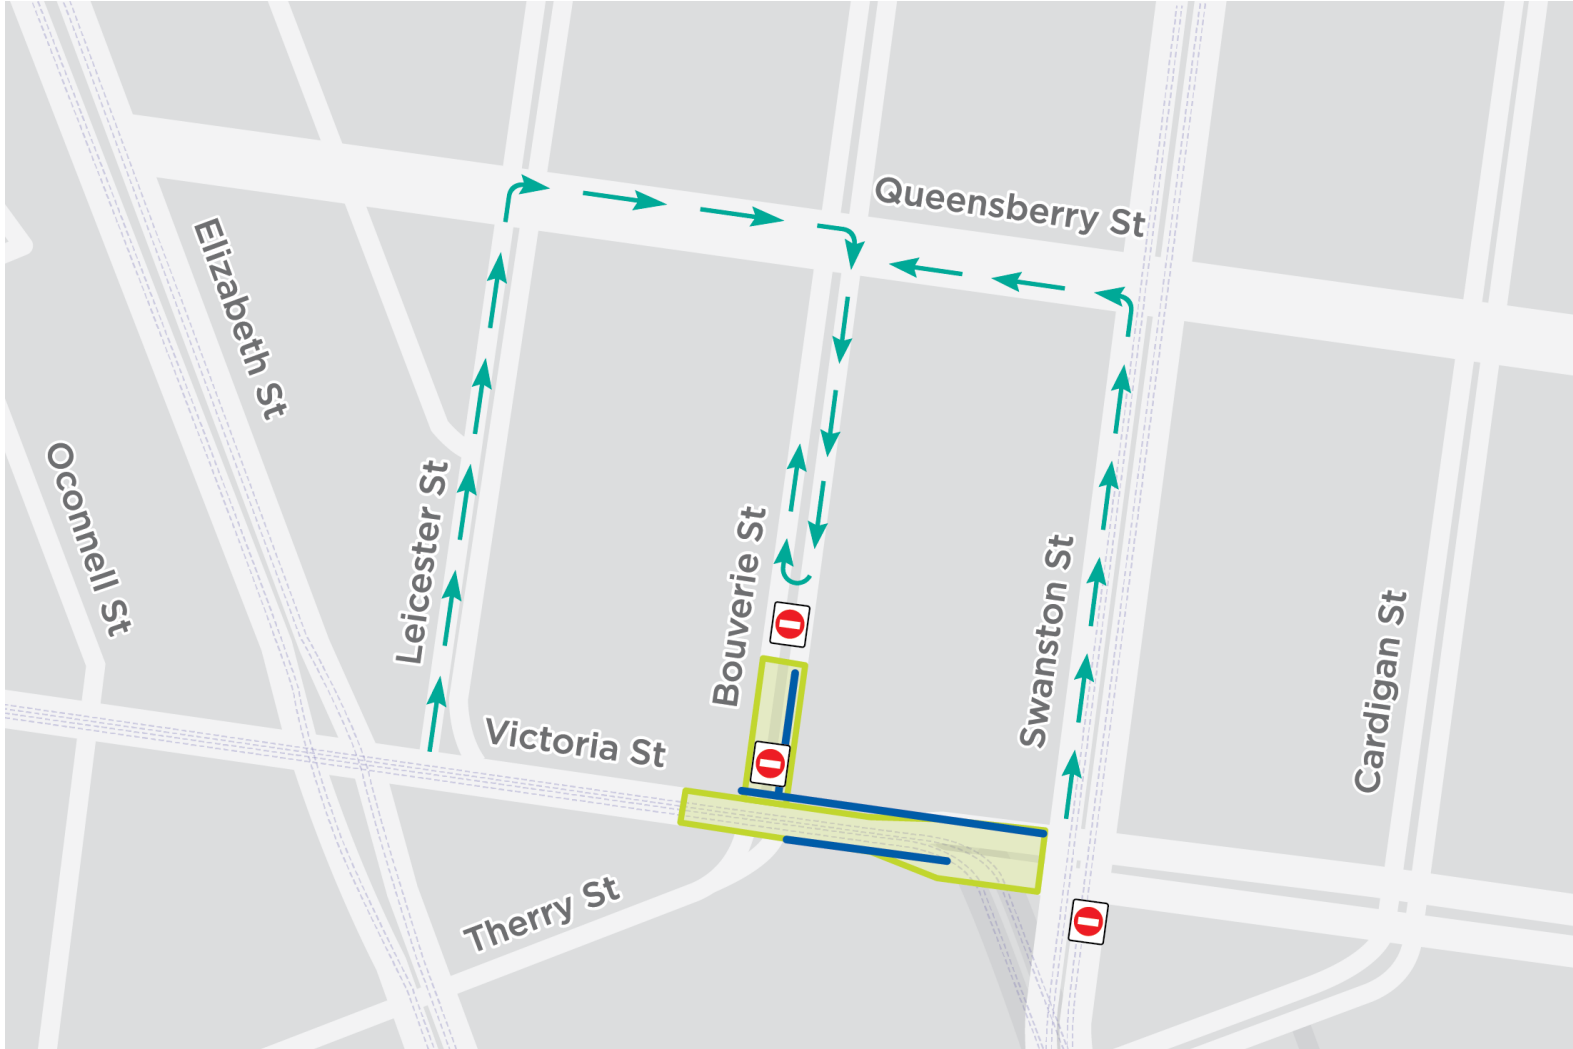 Queensberry St
Elizabeth St
Oconnell St
Leicester St
Bouverie St
Swanston St
Cardigan St
Victoria St
Therry St